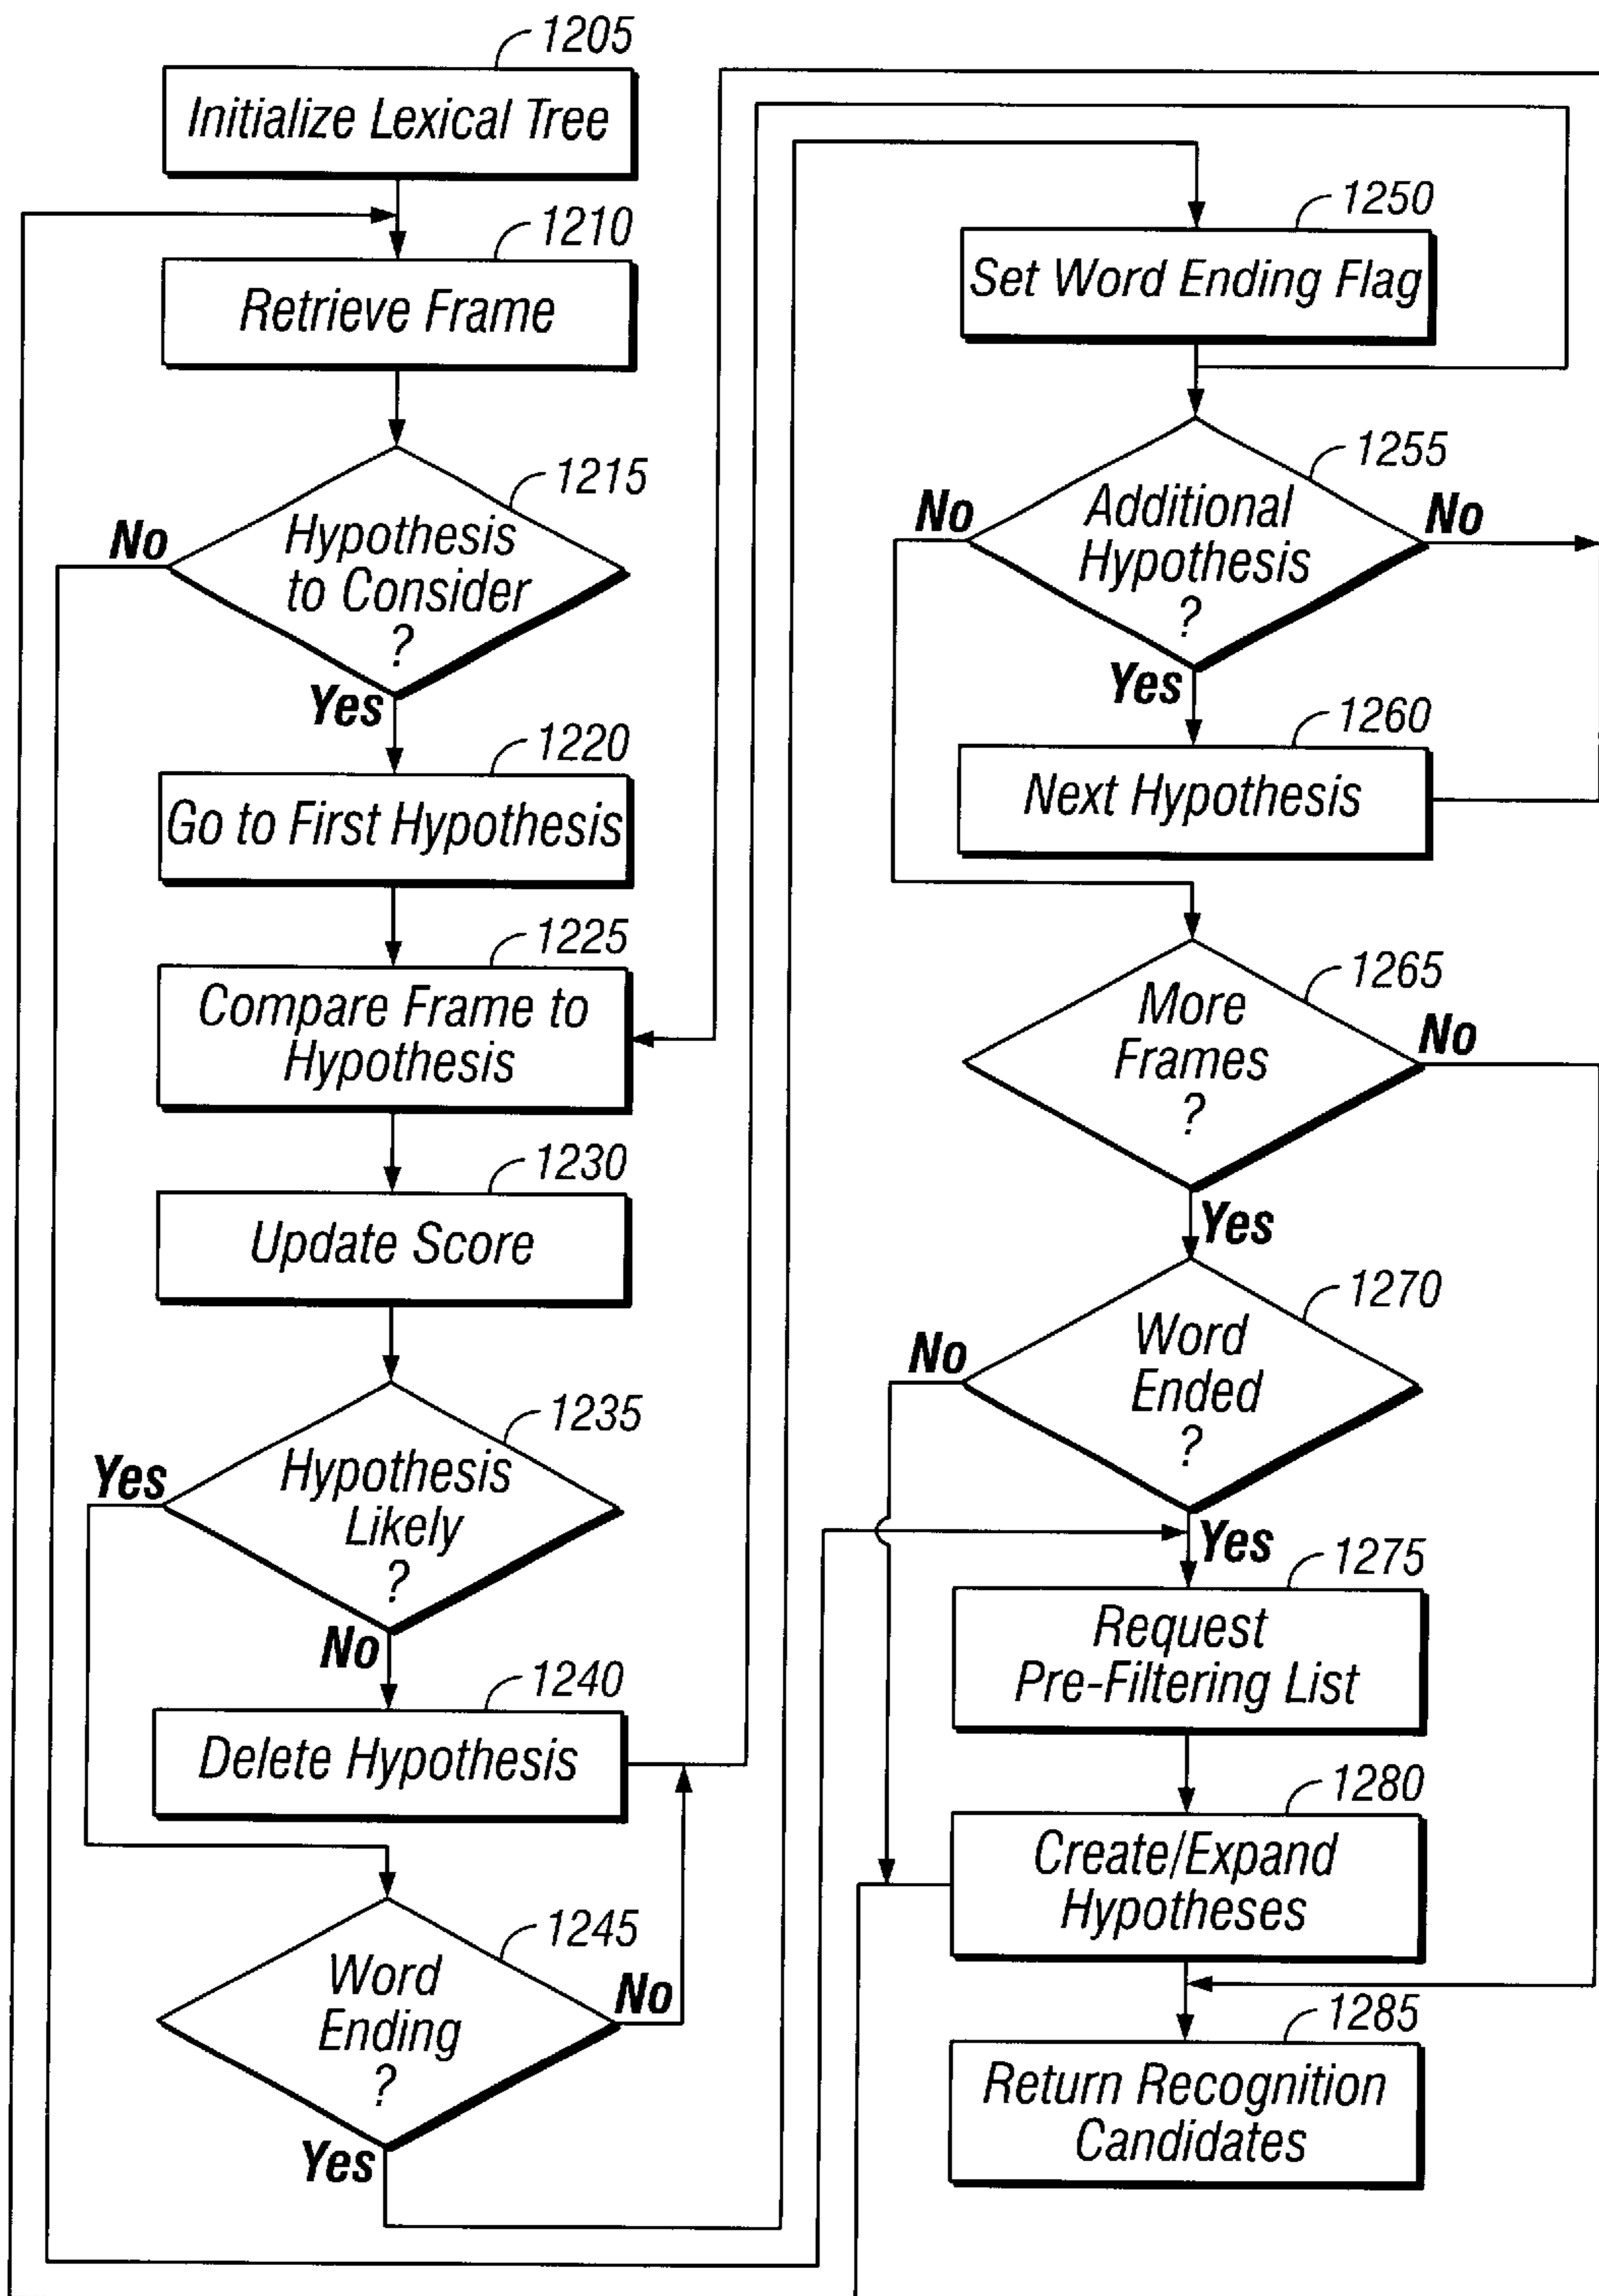 1205
Initialize Lexical Tree
1210
Retrieve Frame
1215
No
Hypothesis
to Consider
?
Yes
1220
Go to First Hypothesis
1225
Compare Frame to
Hypothesis
1230
Update Score
1235
Yes
Hypothesis
Likely
?
No
1240
Delete Hypothesis
1245
Word
Ending
?
No
Yes
1250
Set Word Ending Flag
1255
No
Additional
Hypothesis
?
No
Yes
1260
Next Hypothesis
1265
More
Frames
?
No
Yes
1270
No
Word
Ended
?
Yes
1275
Request
Pre-Filtering List
1280
Create/Expand
Hypotheses
1285
Return Recognition
Candidates